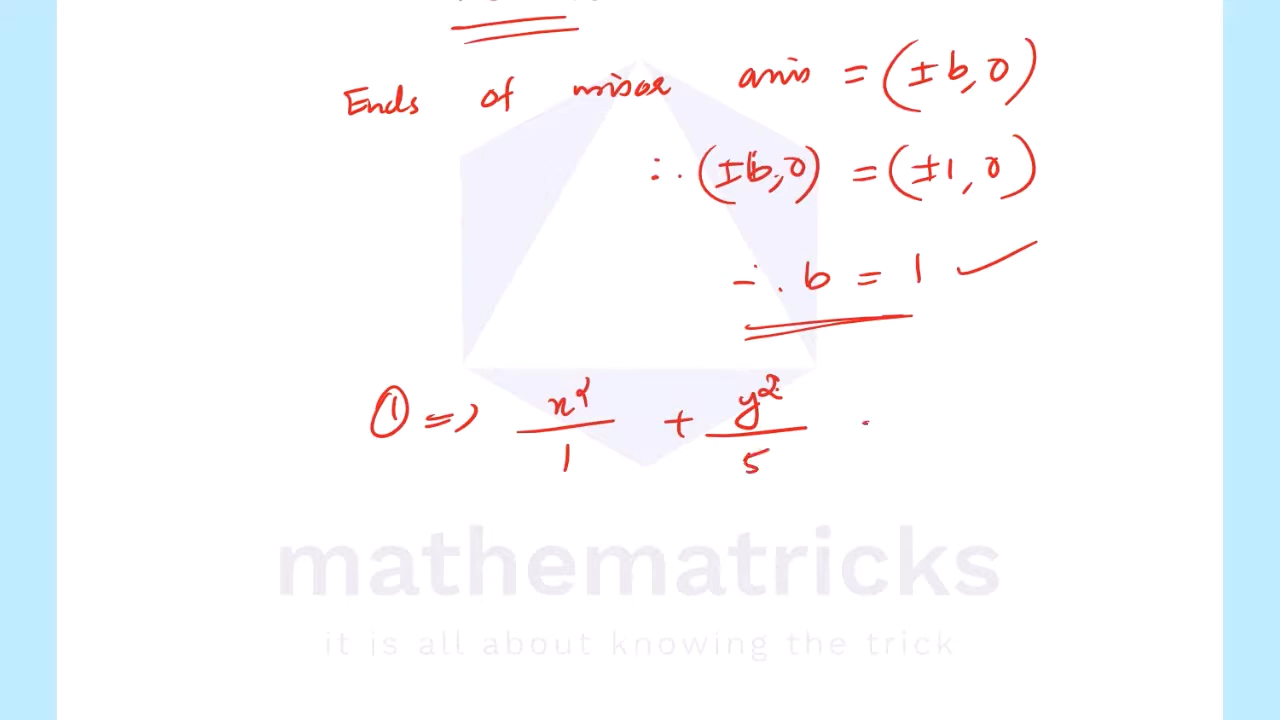 Ends of minor axis = (±b, 0)
∴ (±b, 0) = (±1, 0)
∴ b = 1 ✓
① => x²/1 + y²/5
mathematricks
it is all about knowing the trick